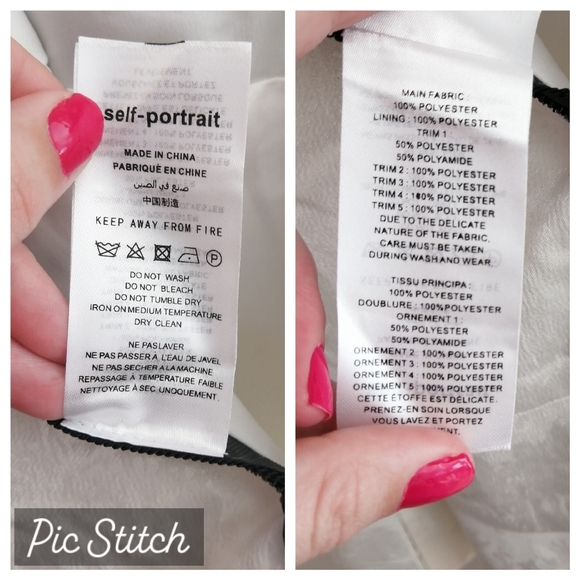 self-portrait
MADE IN CHINA
FABRIQUÉ EN CHINE
صنع في الصين
中国制造
KEEP AWAY FROM FIRE
P
DO NOT WASH
DO NOT BLEACH
DO NOT TUMBLE DRY
IRON ON MEDIUM TEMPERATURE
DRY CLEAN
NE PASLAVER
NE PAS PASSER À L'EAU DE JAVEL
NE PAS SECHER A LA MACHINE
REPASSAGE À TEMPERATURE FAIBLE
NETTOYAGE À SEC UNIQUEMENT.
MAIN FABRIC :
100% POLYESTER
LINING : 100% POLYESTER
TRIM 1 :
50% POLYESTER
50% POLYAMIDE
TRIM 2 : 100% POLYESTER
TRIM 3 : 100% POLYESTER
TRIM 4 : 100% POLYESTER
TRIM 5 : 100% POLYESTER
DUE TO THE DELICATE
NATURE OF THE FABRIC,
CARE MUST BE TAKEN
DURING WASH AND WEAR.
TISSU PRINCIPA :
100% POLYESTER
DOUBLURE : 100% POLYESTER
ORNEMENT 1 :
50% POLYESTER
50% POLYAMIDE
ORNEMENT 2 : 100% POLYESTER
ORNEMENT 3 : 100% POLYESTER
ORNEMENT 4 : 100% POLYESTER
ORNEMENT 5 : 100% POLYESTER
CETTE ÉTOFFE EST DÉLICATE.
PRENEZ-EN SOIN LORSQUE
VOUS LAVEZ ET PORTEZ
Pic Stitch